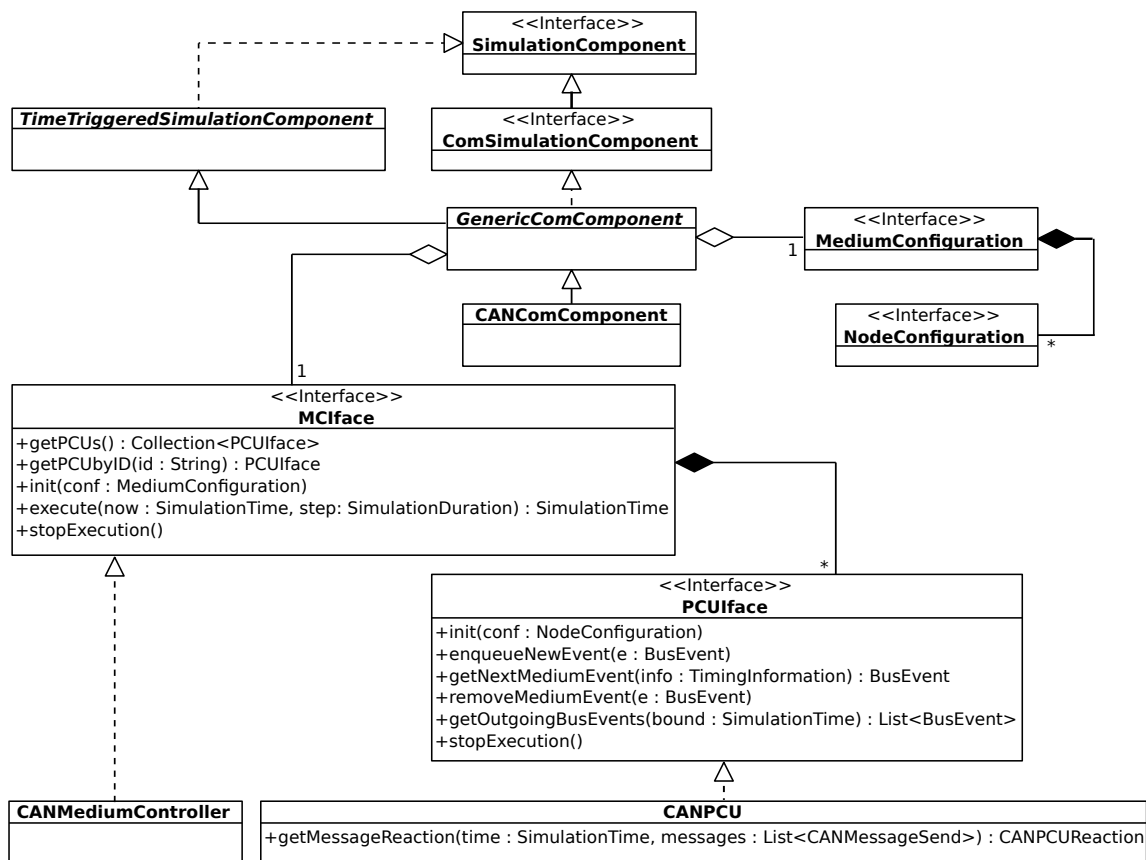 <<Interface>>
SimulationComponent
TimeTriggeredSimulationComponent
<<Interface>>
ComSimulationComponent
GenericComComponent
<<Interface>>
MediumConfiguration
1
CANComComponent
<<Interface>>
NodeConfiguration
*
1
<<Interface>>
MCIface
+getPCUs() : Collection<PCUIface>
+getPCUbyID(id : String) : PCUIface
+init(conf : MediumConfiguration)
+execute(now : SimulationTime, step: SimulationDuration) : SimulationTime
+stopExecution()
*
<<Interface>>
PCUIface
+init(conf : NodeConfiguration)
+enqueueNewEvent(e : BusEvent)
+getNextMediumEvent(info : TimingInformation) : BusEvent
+removeMediumEvent(e : BusEvent)
+getOutgoingBusEvents(bound : SimulationTime) : List<BusEvent>
+stopExecution()
CANMediumController
CANPCU
+getMessageReaction(time : SimulationTime, messages : List<CANMessageSend>) : CANPCUReaction